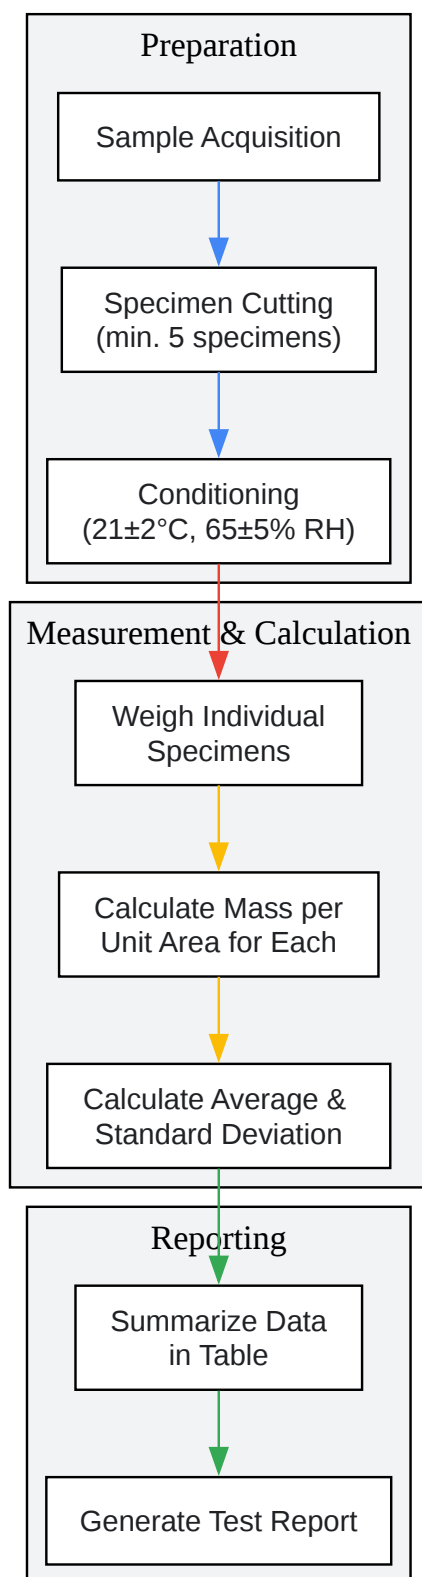 Preparation
Sample Acquisition
Specimen Cutting
(min. 5 specimens)
Conditioning
(21±2°C, 65±5% RH)
Measurement & Calculation
Weigh Individual
Specimens
Calculate Mass per
Unit Area for Each
Calculate Average &
Standard Deviation
Reporting
Summarize Data
in Table
Generate Test Report